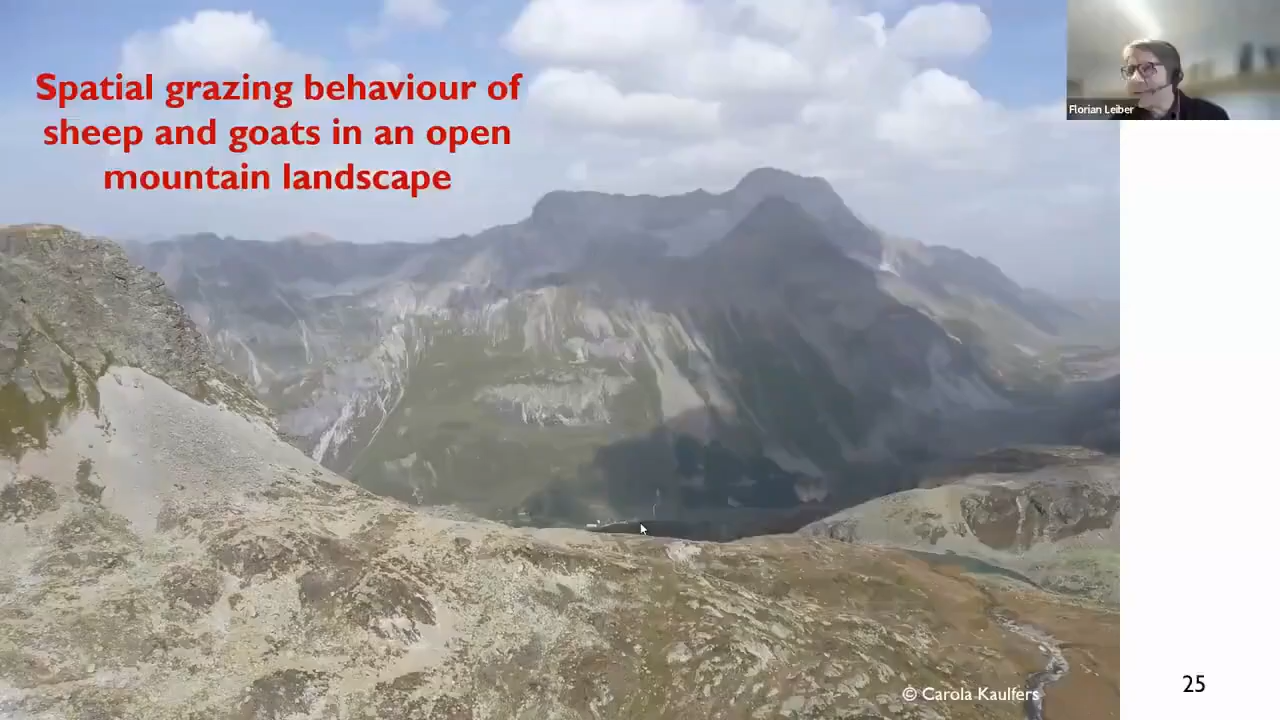 Spatial grazing behaviour of
sheep and goats in an open
mountain landscape
Florian Leiber
© Carola Kaulfers
25